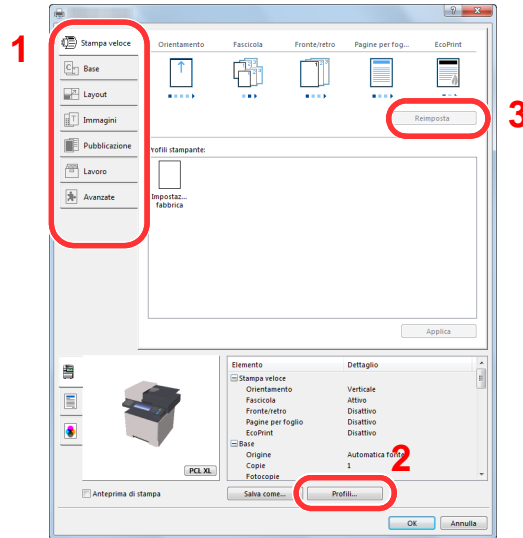 1
Stampa veloce
Base
Layout
Immagini
Pubblicazione
Lavoro
Avanzate
Orientamento Fascicola Fronte/retro Pagine per fog... EcoPrint
Reimposta
3
Profili stampante:
Impostaz...
fabbrica
Applica
Elemento Dettaglio
Stampa veloce
Orientamento Verticale
Fascicola Attivo
Fronte/retro Disattivo
Pagine per foglio Disattivo
EcoPrint Disattivo
Base
Origine Automatica fonte
Copie 1
Fotocopie
2
PCL XL
Anteprima di stampa
Salva come... Profili...
OK Annulla